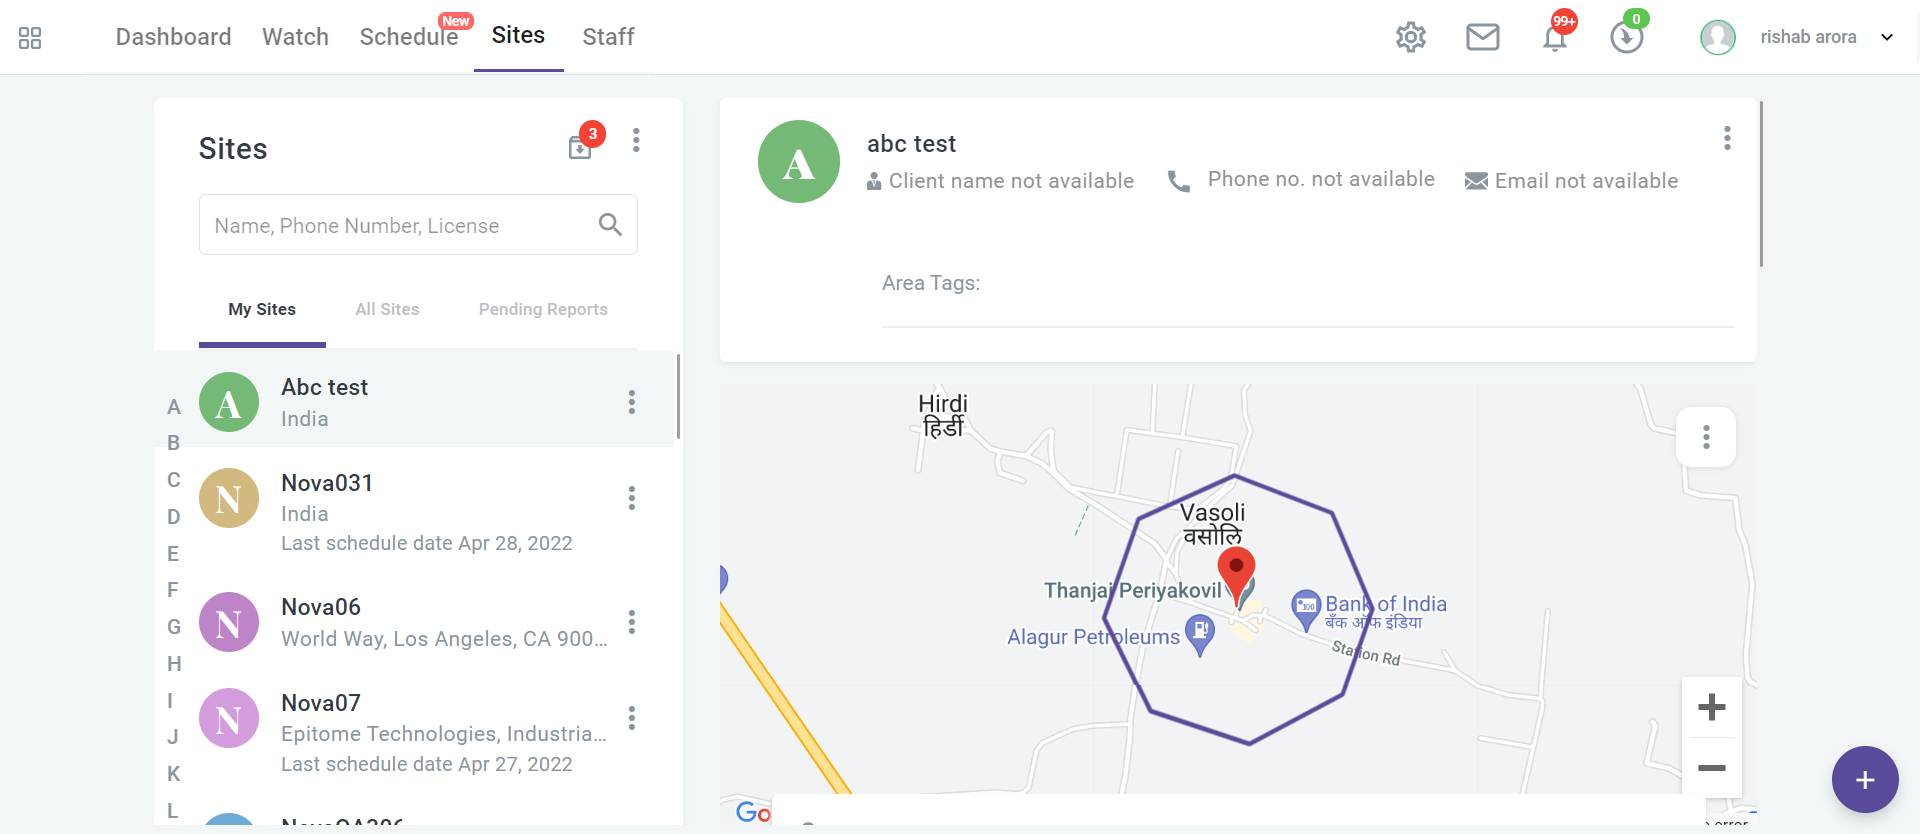 Dashboard
Watch
Schedule
New
Sites
Staff
99+
0
rishab arora
Sites
3
Name, Phone Number, License
My Sites
All Sites
Pending Reports
A
B
C
D
E
F
G
H
I
J
K
L
A
Abc test
India
N
Nova031
India
Last schedule date Apr 28, 2022
N
Nova06
World Way, Los Angeles, CA 900...
N
Nova07
Epitome Technologies, Industria...
Last schedule date Apr 27, 2022
A
abc test
Client name not available
Phone no. not available
Email not available
Area Tags:
Hirdi
हिर्डी
Vasoli
वसोलि
Thanjai Periyakovil
Bank of India
बैंक ऑफ इंडिया
100
Alagur Petroleums
Station Rd
Go
error